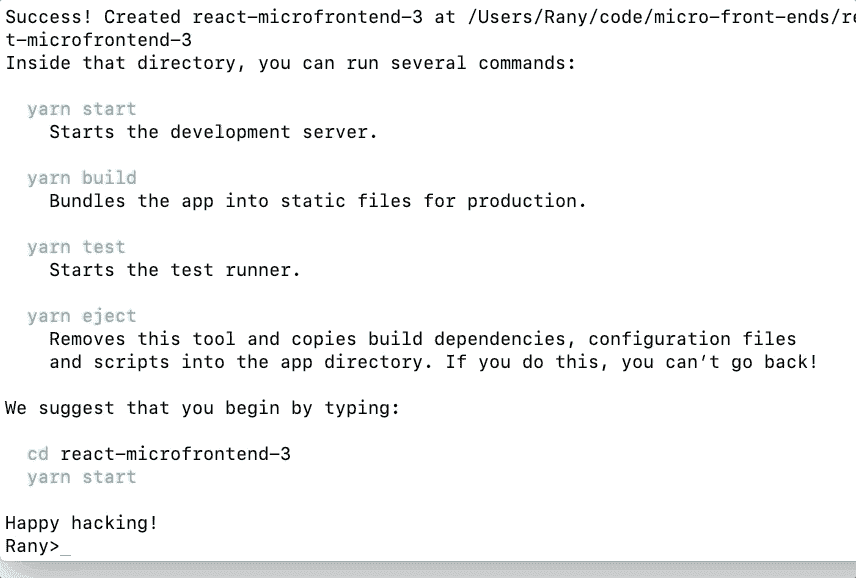 Success! Created react-microfrontend-3 at /Users/Rany/code/micro-front-ends/re
t-microfrontend-3
Inside that directory, you can run several commands:
yarn start
Starts the development server.
yarn build
Bundles the app into static files for production.
yarn test
Starts the test runner.
yarn eject
Removes this tool and copies build dependencies, configuration files
and scripts into the app directory. If you do this, you can’t go back!
We suggest that you begin by typing:
cd react-microfrontend-3
yarn start
Happy hacking!
Rany>_